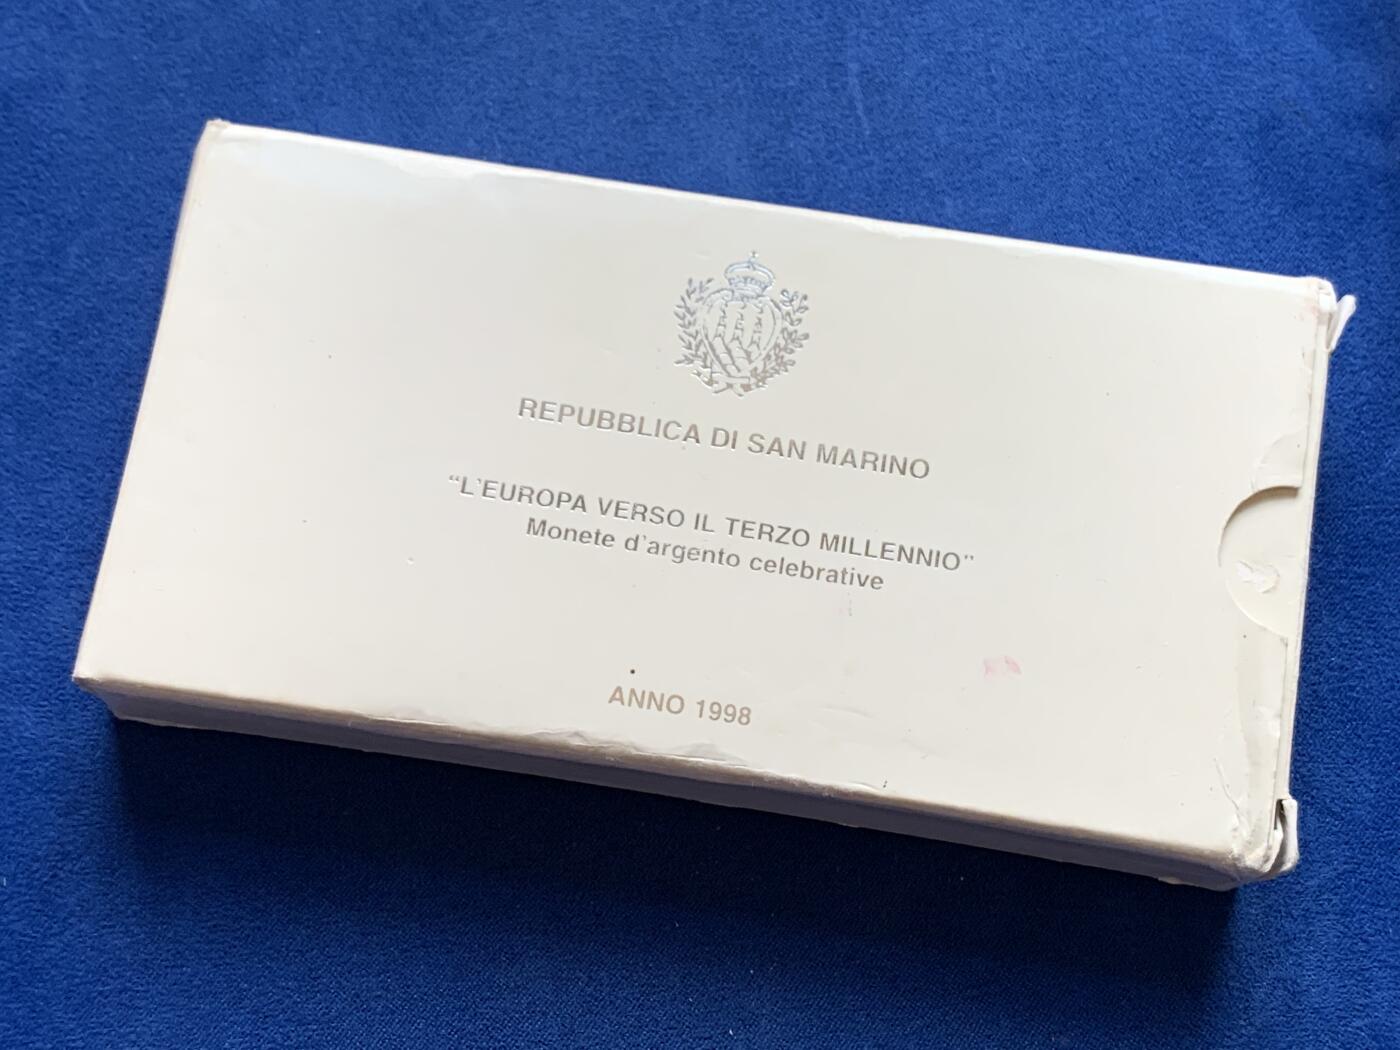 REPUBBLICA DI SAN MARINO
"L'EUROPA VERSO IL TERZO MILLENNIO"
Monete d'argento celebrative
ANNO 1998